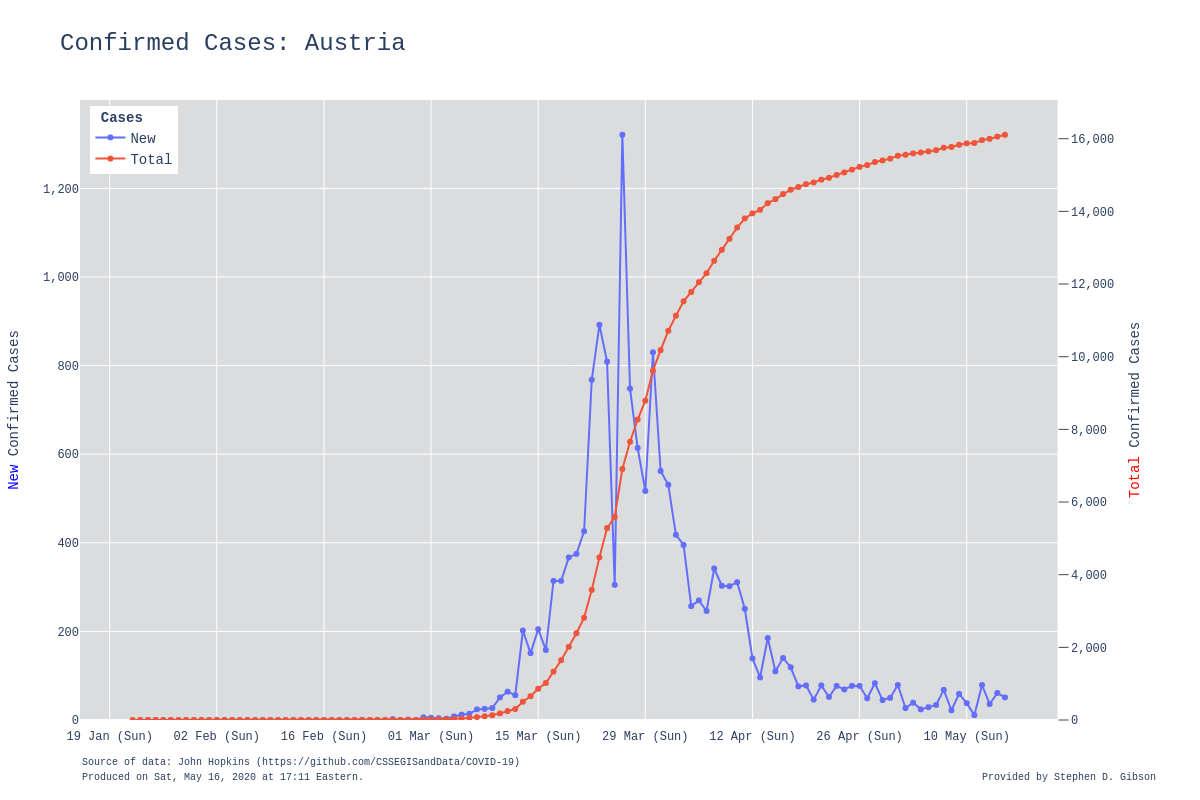 Confirmed Cases: Austria
Cases
New
Total
1,200
1,000
800
600
400
200
0
16,000
14,000
12,000
10,000
8,000
6,000
4,000
2,000
0
New Confirmed Cases
Total Confirmed Cases
19 Jan (Sun) 02 Feb (Sun) 16 Feb (Sun) 01 Mar (Sun) 15 Mar (Sun) 29 Mar (Sun) 12 Apr (Sun) 26 Apr (Sun) 10 May (Sun)
Source of data: John Hopkins (https://github.com/CSSEGISandData/COVID-19)
Produced on Sat, May 16, 2020 at 17:11 Eastern.
Provided by Stephen D. Gibson